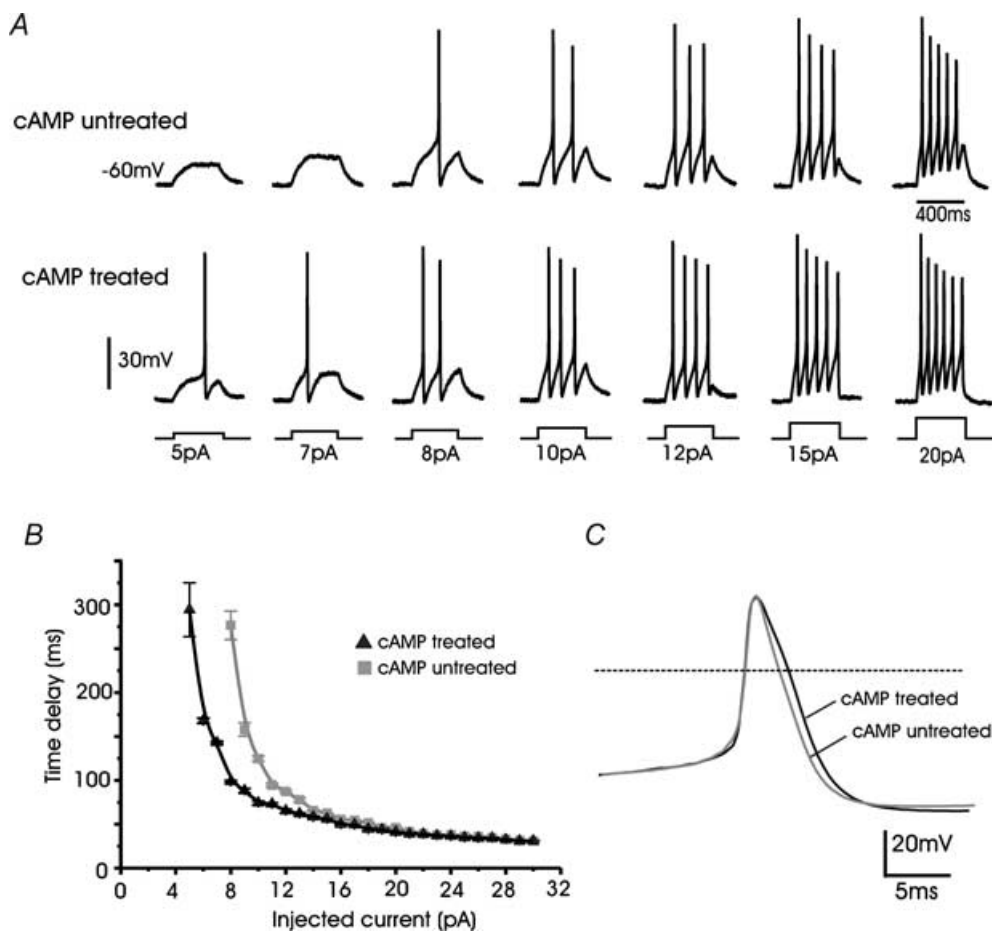 A
cAMP untreated
-60mV
400ms
cAMP treated
30mV
5pA 7pA 8pA 10pA 12pA 15pA 20pA
B
C
300
200
100
0
Time delay (ms)
cAMP treated
cAMP untreated
0 4 8 12 16 20 24 28 32
Injected current (pA)
cAMP treated
cAMP untreated
20mV
5ms